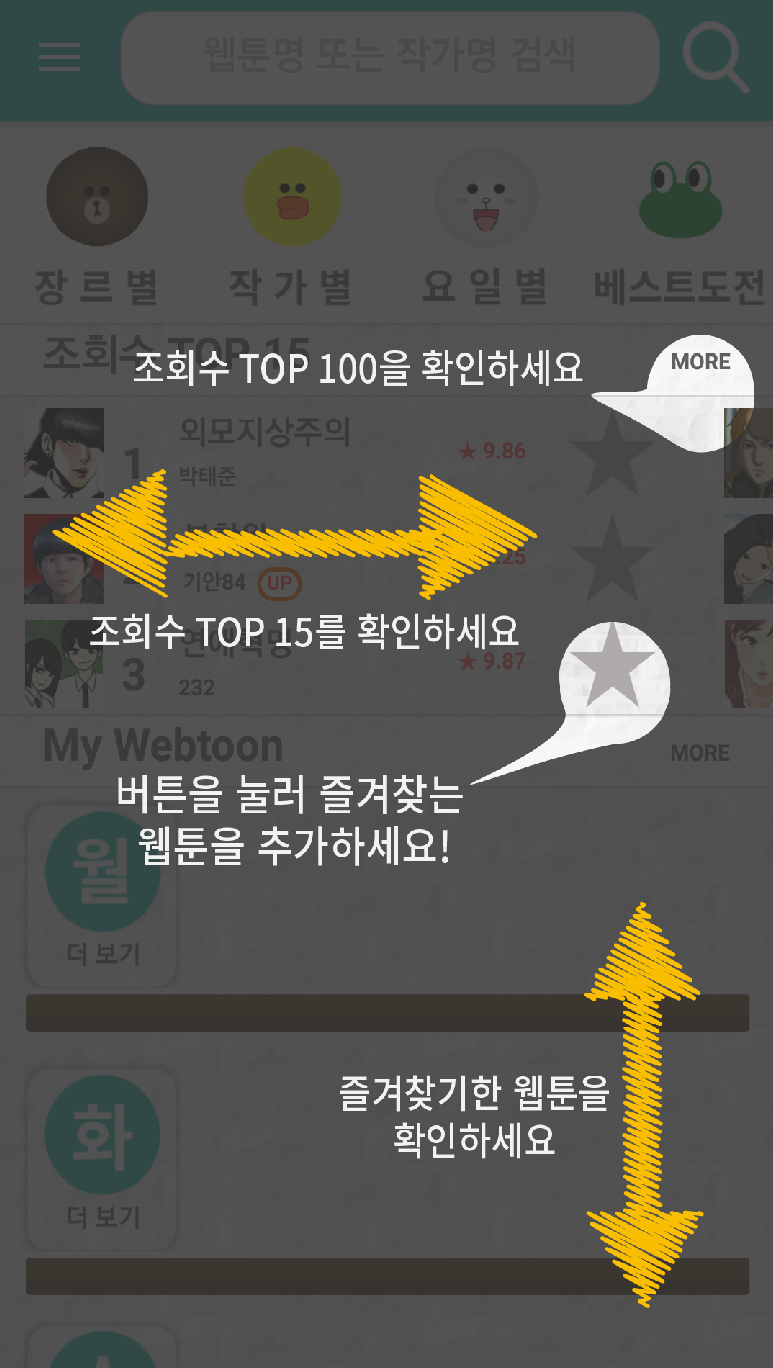 웹툰명 또는 작가명 검색
장르별 작가별 요일별 베스트도전
조회수 TOP 15
조회수 TOP 100을 확인하세요
MORE
1 외모지상주의 ★ 9.86
박태준
기안84 UP
조회수 TOP 15를 확인하세요
3 연애혁명 ★ 9.87
232
My Webtoon
MORE
버튼을 눌러 즐겨찾는
웹툰을 추가하세요!
월
더 보기
즐겨찾기한 웹툰을
확인하세요
화
더 보기